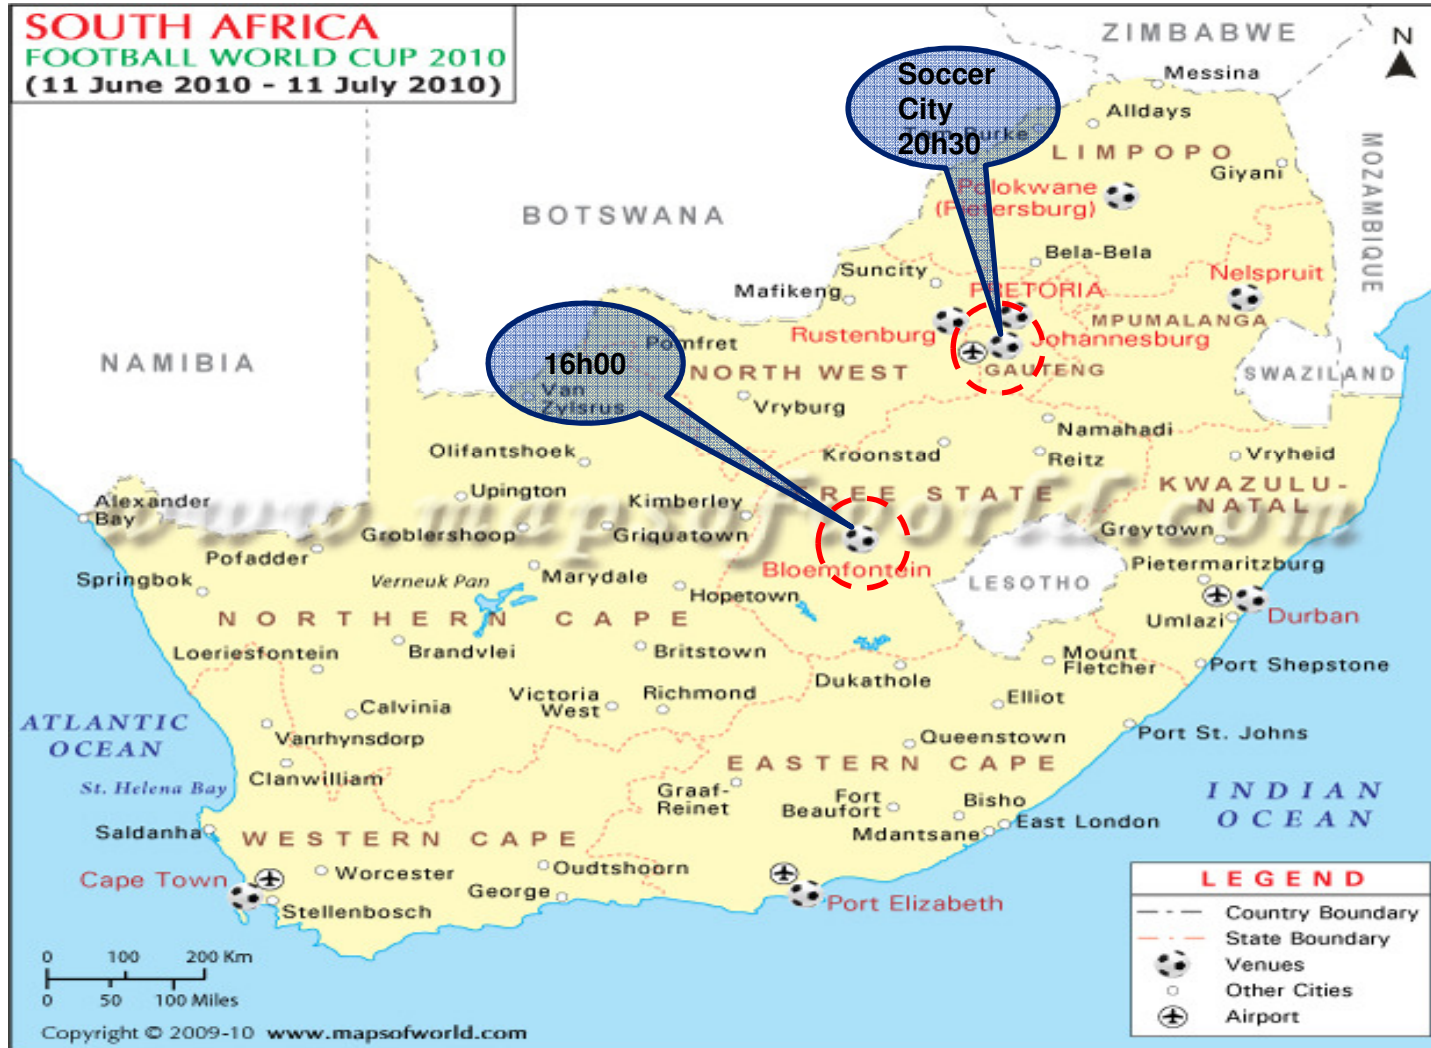 SOUTH AFRICA
FOOTBALL WORLD CUP 2010
(11 June 2010 - 11 July 2010)
ZIMBABWE
N
Messina
Soccer
City
20h30
Alldays
LIMPOPO
Giyani
MOZAMBIQUE
Polokwane
(Pietersburg)
BOTSWANA
Bela-Bela
Suncity
Nelspruit
Mafikeng
PRETORIA
Rustenburg
MPUMALANGA
Johannesburg
Pomfret
NAMIBIA
16h00
NORTH WEST
GAUTENG
SWAZILAND
Van
Zylsrus
Vryburg
Namahadi
Olifantshoek
Kroonstad
Reitz
Vryheid
Upington
Kimberley
FREE STATE
KWAZULU-
NATAL
Alexander
Bay
www.mapsofworld.com
Groblershoop
Griquatown
Greytown
Pofadder
Bloemfontein
Pietermaritzburg
Springbok
Verneuk Pan
Marydale
LESOTHO
Hopetown
Durban
NORTHERN CAPE
Umlazi
Loeriesfontein
Brandvlei
Britstown
Mount
Fletcher
Port Shepstone
Dukathole
Victoria
West
Richmond
Elliot
Calvinia
ATLANTIC
OCEAN
Vanrhynsdorp
Queenstown
Port St. Johns
Clanwilliam
EASTERN CAPE
St. Helena Bay
Graaf-
Reinet
Fort
Beaufort
Bisho
INDIAN
OCEAN
Saldanha
WESTERN CAPE
Mdantsane
East London
Cape Town
Worcester
Oudtshoorn
George
Stellenbosch
Port Elizabeth
LEGEND
Country Boundary
State Boundary
Venues
Other Cities
Airport
0 100 200 Km
0 50 100 Miles
Copyright © 2009-10 www.mapsofworld.com